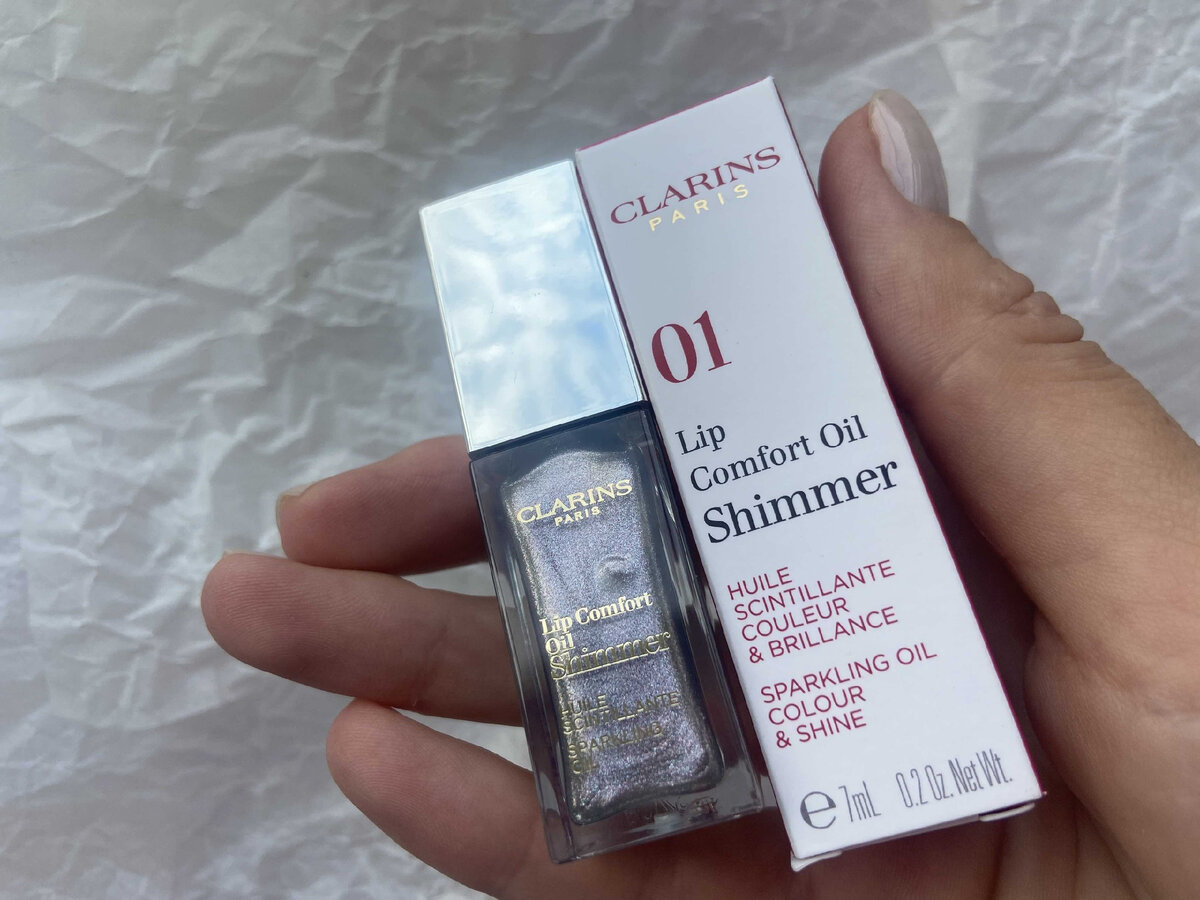 CLARINS
PARIS
Lip Comfort
Oil
Shimmer
HUILE
SCINTILLANTE
SPARKLING
CLARINS
PARIS
01
Lip
Comfort Oil
Shimmer
HUILE
SCINTILLANTE
COULEUR
& BRILLANCE
SPARKLING OIL
COLOUR
& SHINE
e 7mL 0.2 Oz. Net Wt.